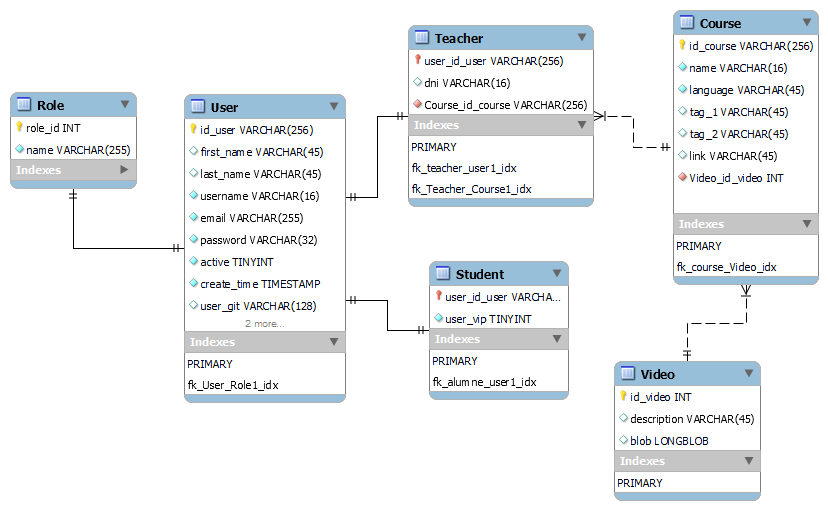 Role
role_id INT
name VARCHAR(255)
Indexes
User
id_user VARCHAR(256)
first_name VARCHAR(45)
last_name VARCHAR(45)
username VARCHAR(16)
email VARCHAR(255)
password VARCHAR(32)
active TINYINT
create_time TIMESTAMP
user_git VARCHAR(128)
2 more...
Indexes
PRIMARY
fk_User_Role1_idx
Teacher
user_id_user VARCHAR(256)
dni VARCHAR(16)
Course_id_course VARCHAR(256)
Indexes
PRIMARY
fk_teacher_user1_idx
fk_Teacher_Course1_idx
Student
user_id_user VARCHA...
user_vip TINYINT
Indexes
PRIMARY
fk_alumne_user1_idx
Course
id_course VARCHAR(256)
name VARCHAR(16)
language VARCHAR(45)
tag_1 VARCHAR(45)
tag_2 VARCHAR(45)
link VARCHAR(45)
Video_id_video INT
Indexes
PRIMARY
fk_course_Video_idx
Video
id_video INT
description VARCHAR(45)
blob LONGBLOB
Indexes
PRIMARY